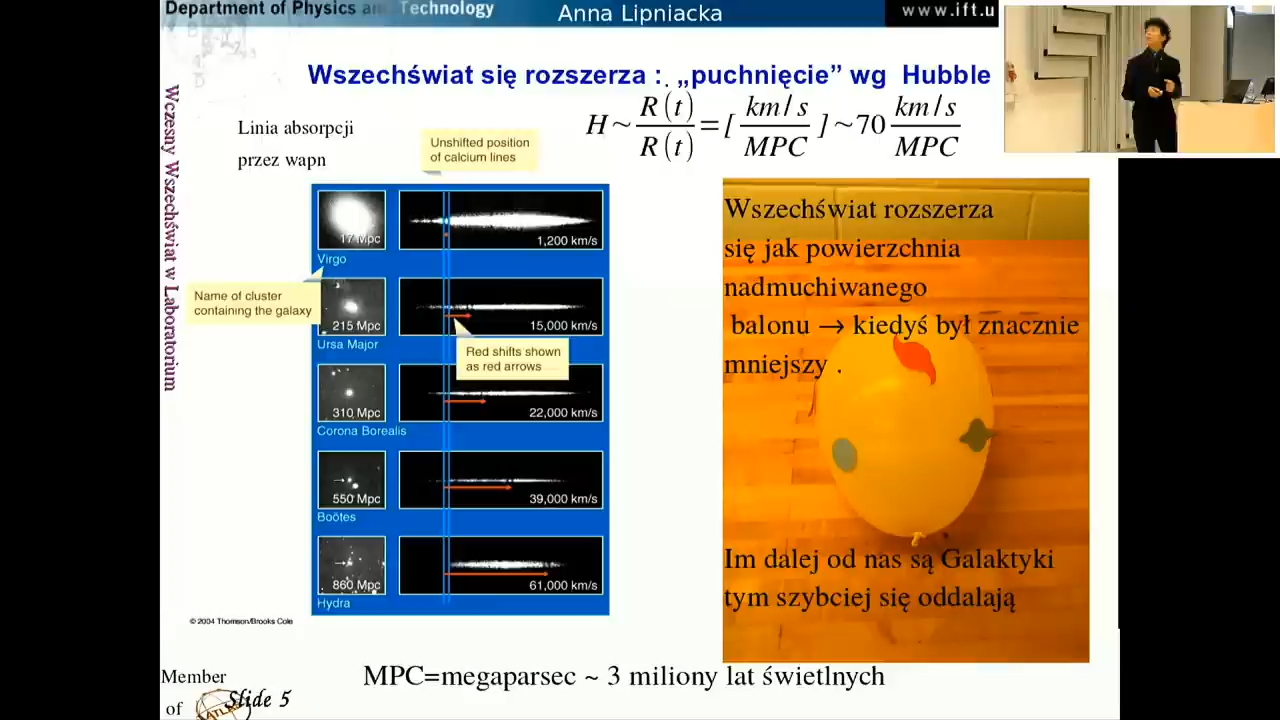 Department of Physics an Technology
Anna Lipniacka
www.ift.u
Wczesny Wszechświat w Laboratorium
Wszechświat się rozszerza : „puchnięcie” wg Hubble
H ~ R(t) / R(t) = [ km/s / MPC ] ~ 70 km/s / MPC
Linia absorpcji
przez wapn
Unshifted position
of calcium lines
17 Mpc
1,200 km/s
Virgo
Name of cluster
containing the galaxy
215 Mpc
15,000 km/s
Ursa Major
Red shifts shown
as red arrows
310 Mpc
22,000 km/s
Corona Borealis
550 Mpc
39,000 km/s
Boötes
860 Mpc
61,000 km/s
Hydra
© 2004 Thomson/Brooks Cole
Wszechświat rozszerza
się jak powierzchnia
nadmuchiwanego
balonu → kiedyś był znacznie
mniejszy .
Im dalej od nas są Galaktyki
tym szybciej się oddalają
MPC=megaparsec ~ 3 miliony lat świetlnych
Member
of
ATLAS
Slide 5